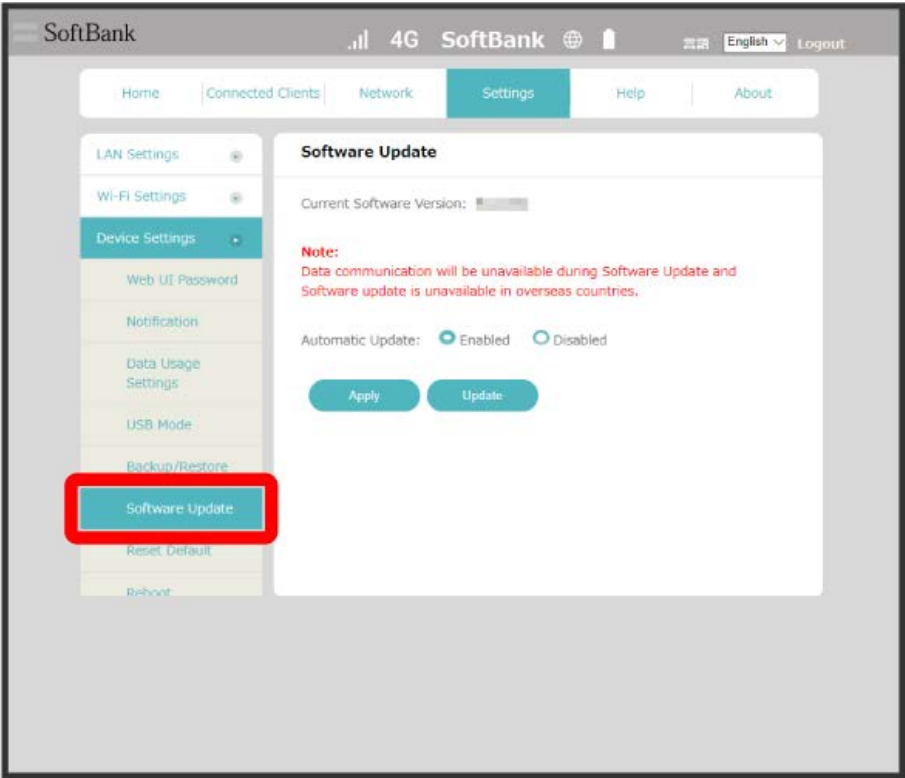 SoftBank
4G SoftBank
言語 English Logout
Home Connected Clients Network Settings Help About
LAN Settings
Wi-Fi Settings
Device Settings
Web UI Password
Notification
Data Usage
Settings
USB Mode
Backup/Restore
Software Update
Reset Default
Reboot
Software Update
Current Software Version:
Note:
Data communication will be unavailable during Software Update and
Software update is unavailable in overseas countries.
Automatic Update: Enabled Disabled
Apply Update